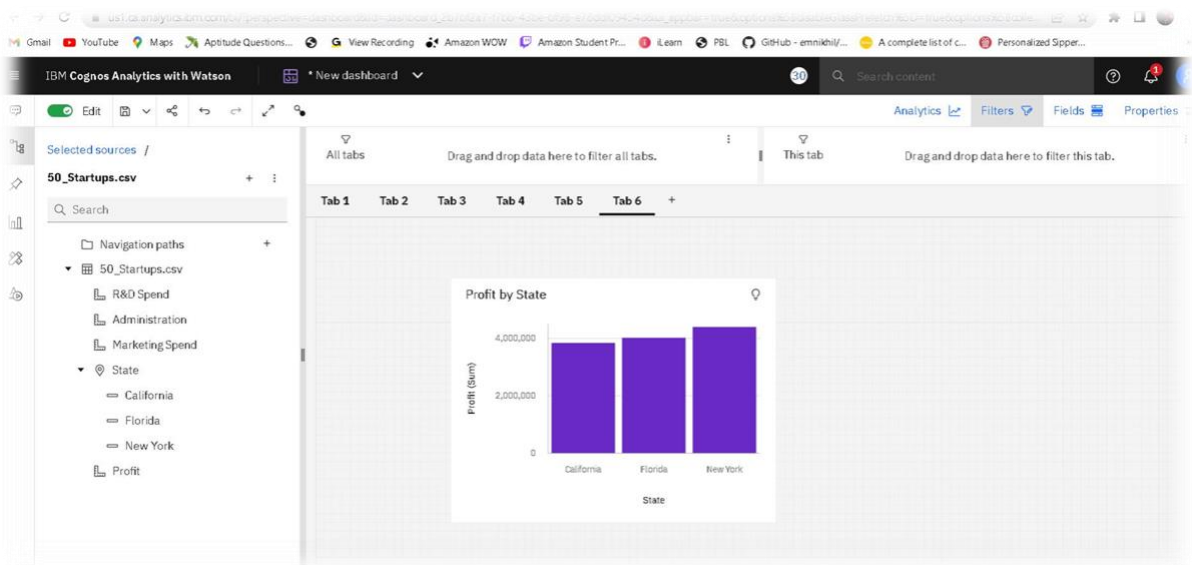 Gmail YouTube Maps Aptitude Questions... View Recording Amazon WOW Amazon Student Pr... iLearn PBL GitHub - emnikhil/... A complete list of c... Personalized Sipper...
IBM Cognos Analytics with Watson * New dashboard 30 Search content 1
Edit Analytics Filters Fields Properties
Selected sources /
50_Startups.csv
Search
Navigation paths
50_Startups.csv
R&D Spend
Administration
Marketing Spend
State
California
Florida
New York
Profit
All tabs
Drag and drop data here to filter all tabs.
This tab
Drag and drop data here to filter this tab.
Tab 1 Tab 2 Tab 3 Tab 4 Tab 5 Tab 6 +
Profit by State
4,000,000
2,000,000
0
Profit (Sum)
California Florida New York
State